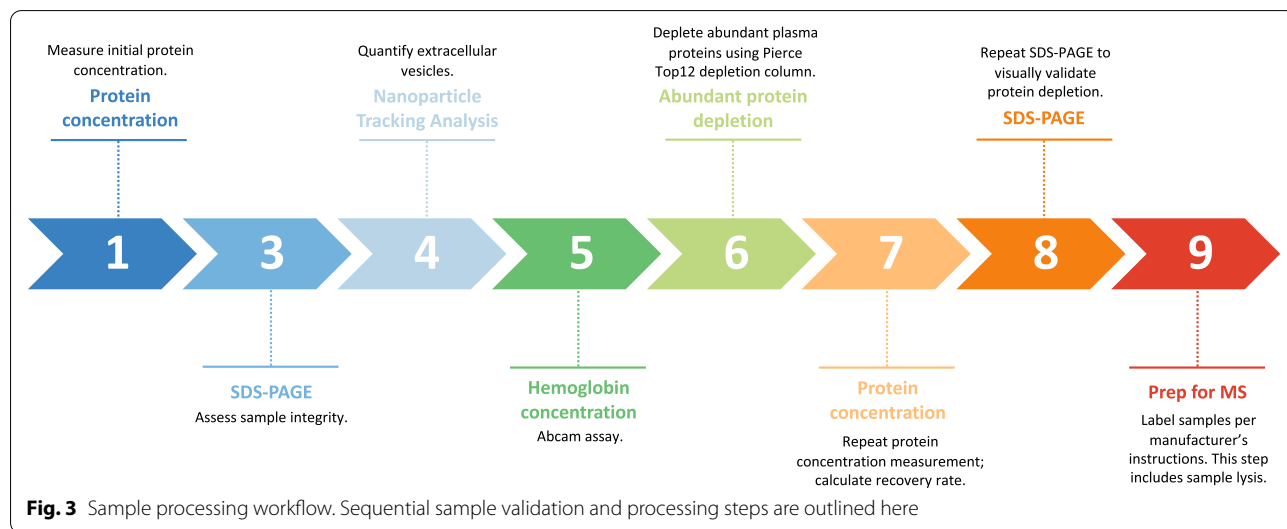 Measure initial protein
concentration.
Protein
concentration
Quantify extracellular
vesicles.
Nanoparticle
Tracking Analysis
Deplete abundant plasma
proteins using Pierce
Top12 depletion column.
Abundant protein
depletion
Repeat SDS-PAGE to
visually validate
protein depletion.
SDS-PAGE
1 3 4 5 6 7 8 9
SDS-PAGE
Assess sample integrity.
Hemoglobin
concentration
Abcam assay.
Protein
concentration
Repeat protein
concentration measurement;
calculate recovery rate.
Prep for MS
Label samples per
manufacturer’s
instructions. This step
includes sample lysis.
Fig. 3 Sample processing workflow. Sequential sample validation and processing steps are outlined here